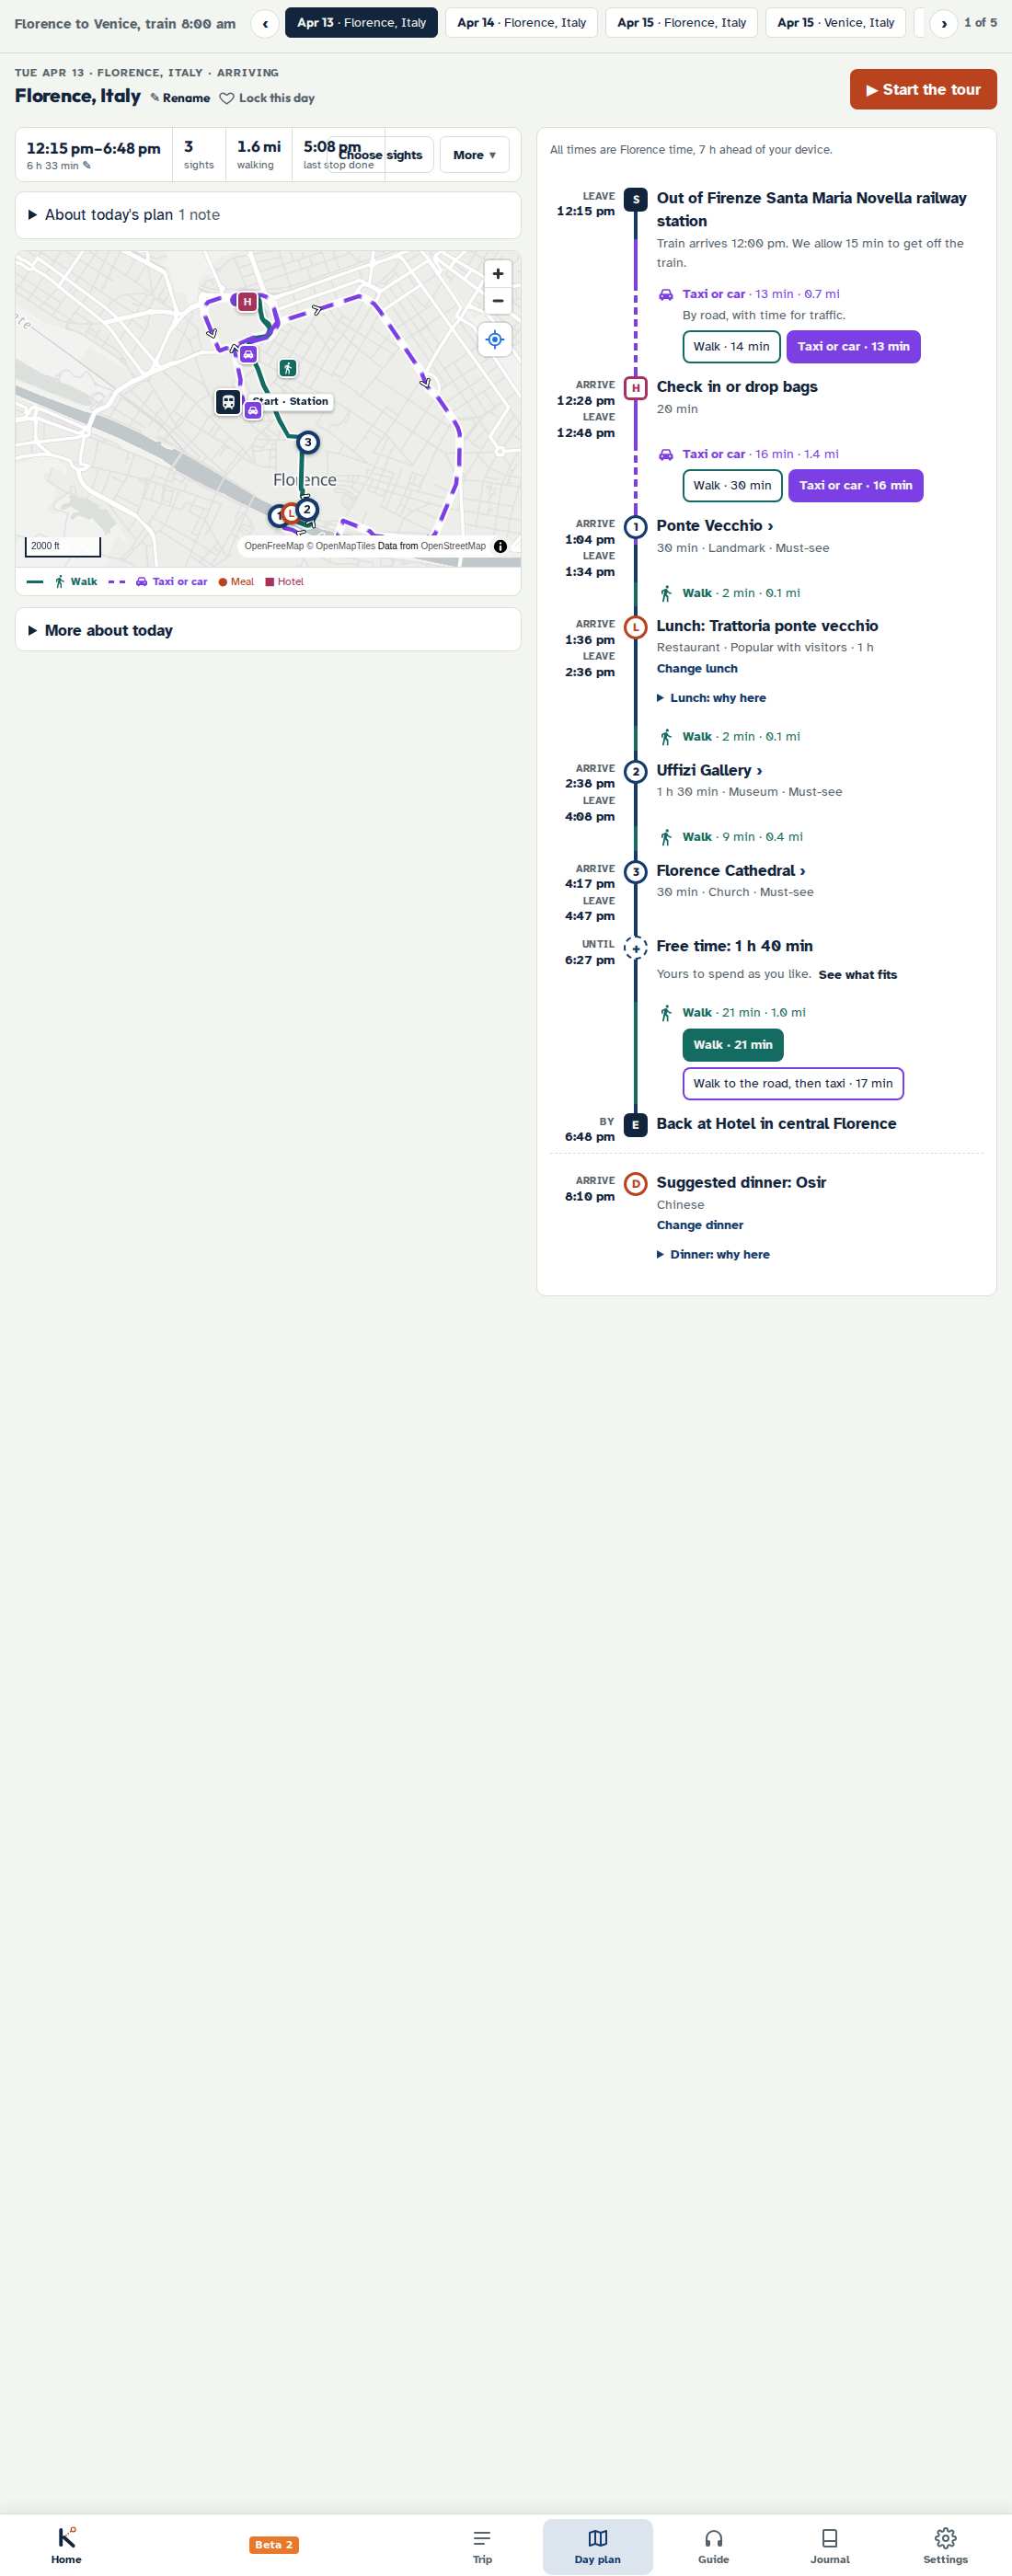 Florence to Venice, train 8:00 am
‹
Apr 13 · Florence, Italy
Apr 14 · Florence, Italy
Apr 15 · Florence, Italy
Apr 15 · Venice, Italy
›
1 of 5
TUE APR 13 · FLORENCE, ITALY · ARRIVING
Florence, Italy ✎ Rename ♡ Lock this day
▶ Start the tour
12:15 pm–6:48 pm
6 h 33 min ✎
3
sights
1.6 mi
walking
5:08 pm
last stop done
Choose sights
More ▾
▶ About today's plan 1 note
H
Start · Station
3
Florence
1
L
2
+
−
2000 ft
OpenFreeMap © OpenMapTiles Data from OpenStreetMap
Walk
Taxi or car
Meal
Hotel
▶ More about today
All times are Florence time, 7 h ahead of your device.
LEAVE
12:15 pm
S
Out of Firenze Santa Maria Novella railway
station
Train arrives 12:00 pm. We allow 15 min to get off the
train.
Taxi or car · 13 min · 0.7 mi
By road, with time for traffic.
Walk · 14 min
Taxi or car · 13 min
ARRIVE
12:28 pm
LEAVE
12:48 pm
H
Check in or drop bags
20 min
Taxi or car · 16 min · 1.4 mi
Walk · 30 min
Taxi or car · 16 min
ARRIVE
1:04 pm
LEAVE
1:34 pm
1
Ponte Vecchio ›
30 min · Landmark · Must-see
Walk · 2 min · 0.1 mi
ARRIVE
1:36 pm
LEAVE
2:36 pm
L
Lunch: Trattoria ponte vecchio
Restaurant · Popular with visitors · 1 h
Change lunch
▶ Lunch: why here
Walk · 2 min · 0.1 mi
ARRIVE
2:38 pm
LEAVE
4:08 pm
2
Uffizi Gallery ›
1 h 30 min · Museum · Must-see
Walk · 9 min · 0.4 mi
ARRIVE
4:17 pm
LEAVE
4:47 pm
3
Florence Cathedral ›
30 min · Church · Must-see
UNTIL
6:27 pm
+
Free time: 1 h 40 min
Yours to spend as you like. See what fits
Walk · 21 min · 1.0 mi
Walk · 21 min
Walk to the road, then taxi · 17 min
BY
6:48 pm
E
Back at Hotel in central Florence
ARRIVE
8:10 pm
D
Suggested dinner: Osir
Chinese
Change dinner
▶ Dinner: why here
Home
Beta 2
Trip
Day plan
Guide
Journal
Settings